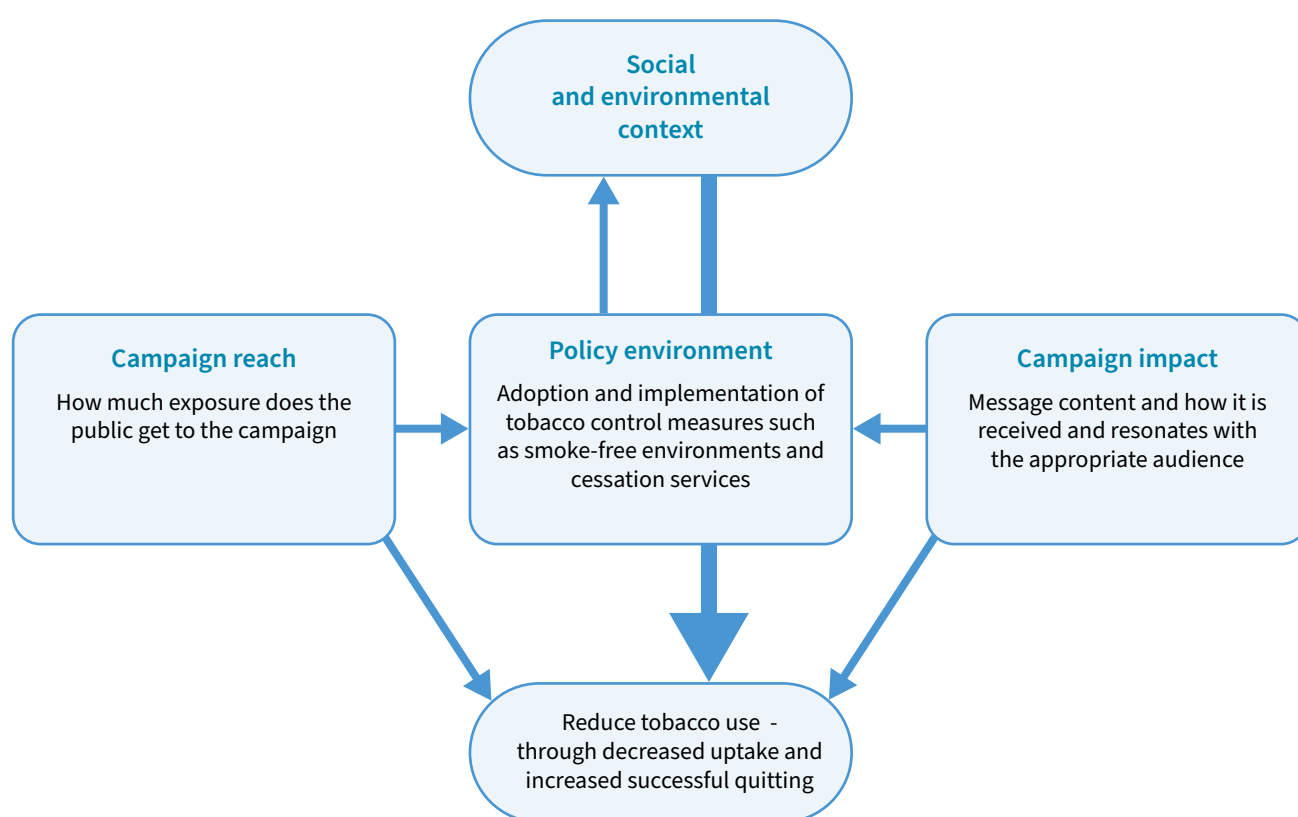 Social
and environmental
context
Campaign reach
How much exposure does the
public get to the campaign
Policy environment
Adoption and implementation of
tobacco control measures such
as smoke-free environments and
cessation services
Campaign impact
Message content and how it is
received and resonates with
the appropriate audience
Reduce tobacco use -
through decreased uptake and
increased successful quitting